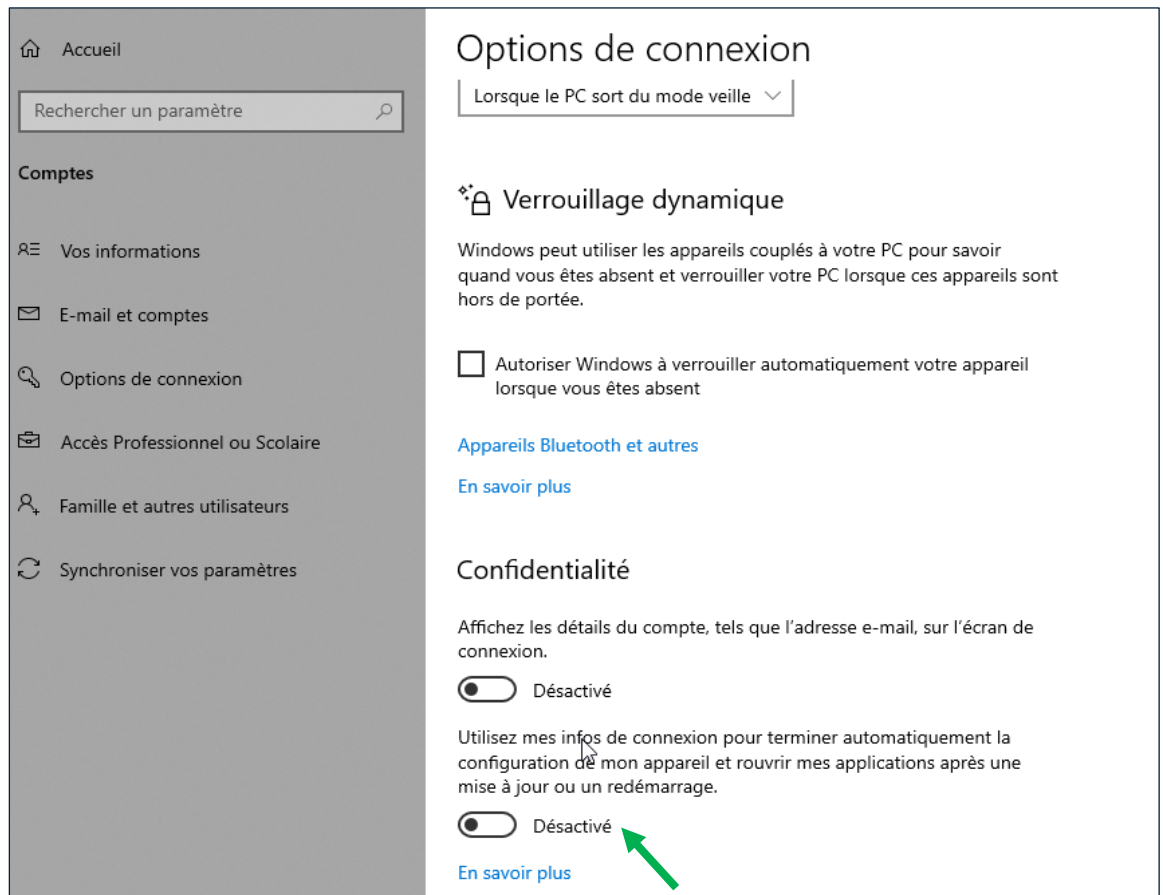 Accueil
Rechercher un paramètre
Comptes
Vos informations
E-mail et comptes
Options de connexion
Accès Professionnel ou Scolaire
Famille et autres utilisateurs
Synchroniser vos paramètres
Options de connexion
Lorsque le PC sort du mode veille
Verrouillage dynamique
Windows peut utiliser les appareils couplés à votre PC pour savoir
quand vous êtes absent et verrouiller votre PC lorsque ces appareils sont
hors de portée.
Autoriser Windows à verrouiller automatiquement votre appareil
lorsque vous êtes absent
Appareils Bluetooth et autres
En savoir plus
Confidentialité
Affichez les détails du compte, tels que l’adresse e-mail, sur l’écran de
connexion.
Désactivé
Utilisez mes infos de connexion pour terminer automatiquement la
configuration de mon appareil et rouvrir mes applications après une
mise à jour ou un redémarrage.
Désactivé
En savoir plus